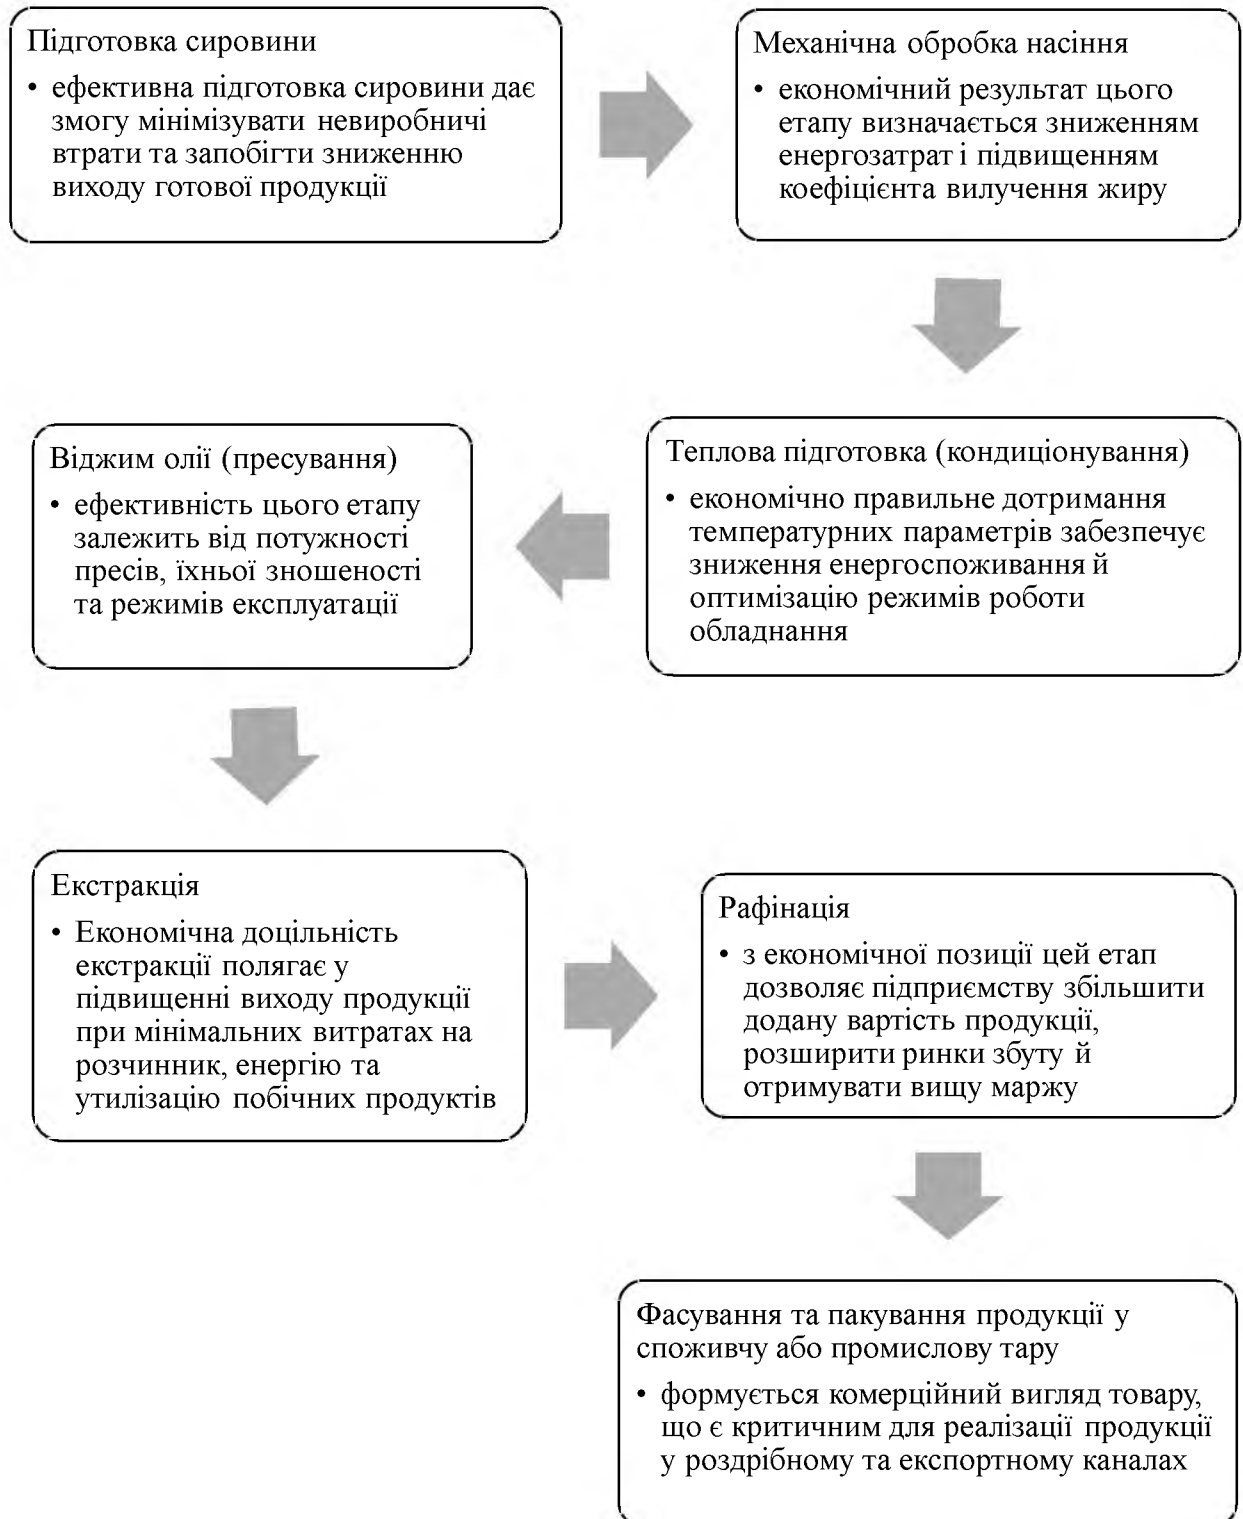 Підготовка сировини
• ефективна підготовка сировини дає
змогу мінімізувати невиробничі
втрати та запобігти зниженню
виходу готової продукції
Механічна обробка насіння
• економічний результат цього
етапу визначається зниженням
енергозатрат і підвищенням
коефіцієнта вилучення жиру
Теплова підготовка (кондиціонування)
• економічно правильне дотримання
температурних параметрів забезпечує
зниження енергоспоживання й
оптимізацію режимів роботи
обладнання
Віджим олії (пресування)
• ефективність цього етапу
залежить від потужності
пресів, їхньої зношеності
та режимів експлуатації
Екстракція
• Економічна доцільність
екстракції полягає у
підвищенні виходу продукції
при мінімальних витратах на
розчинник, енергію та
утилізацію побічних продуктів
Рафінація
• з економічної позиції цей етап
дозволяє підприємству збільшити
додану вартість продукції,
розширити ринки збуту й
отримувати вищу маржу
Фасування та пакування продукції у
споживчу або промислову тару
• формується комерційний вигляд товару,
що є критичним для реалізації продукції
у роздрібному та експортному каналах